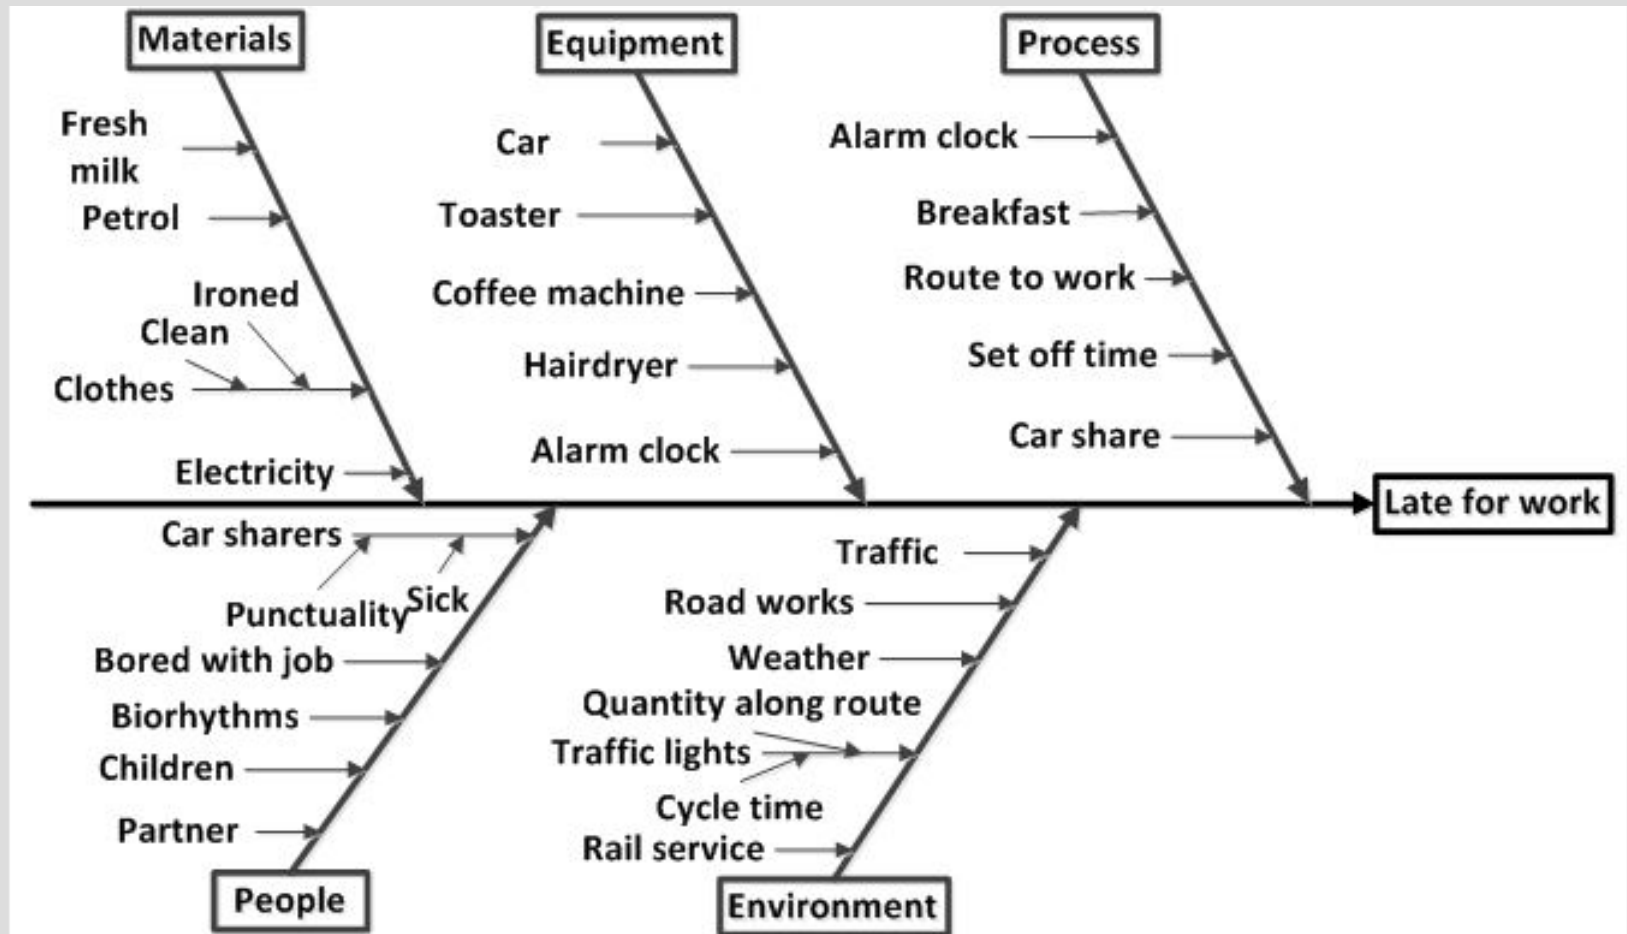 Materials
Equipment
Process
Fresh
milk
Petrol
Ironed
Clean
Clothes
Electricity
Car
Toaster
Coffee machine
Hairdryer
Alarm clock
Alarm clock
Breakfast
Route to work
Set off time
Car share
Late for work
Car sharers
Punctuality
Sick
Bored with job
Biorhythms
Children
Partner
People
Traffic
Road works
Weather
Quantity along route
Traffic lights
Cycle time
Rail service
Environment